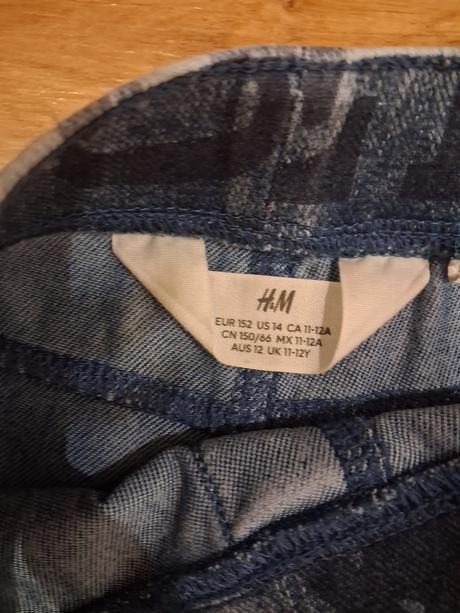 H&M
EUR 152 US 14 CA 11-12A
CN 150/66 MX 11-12A
AUS 12 UK 11-12Y